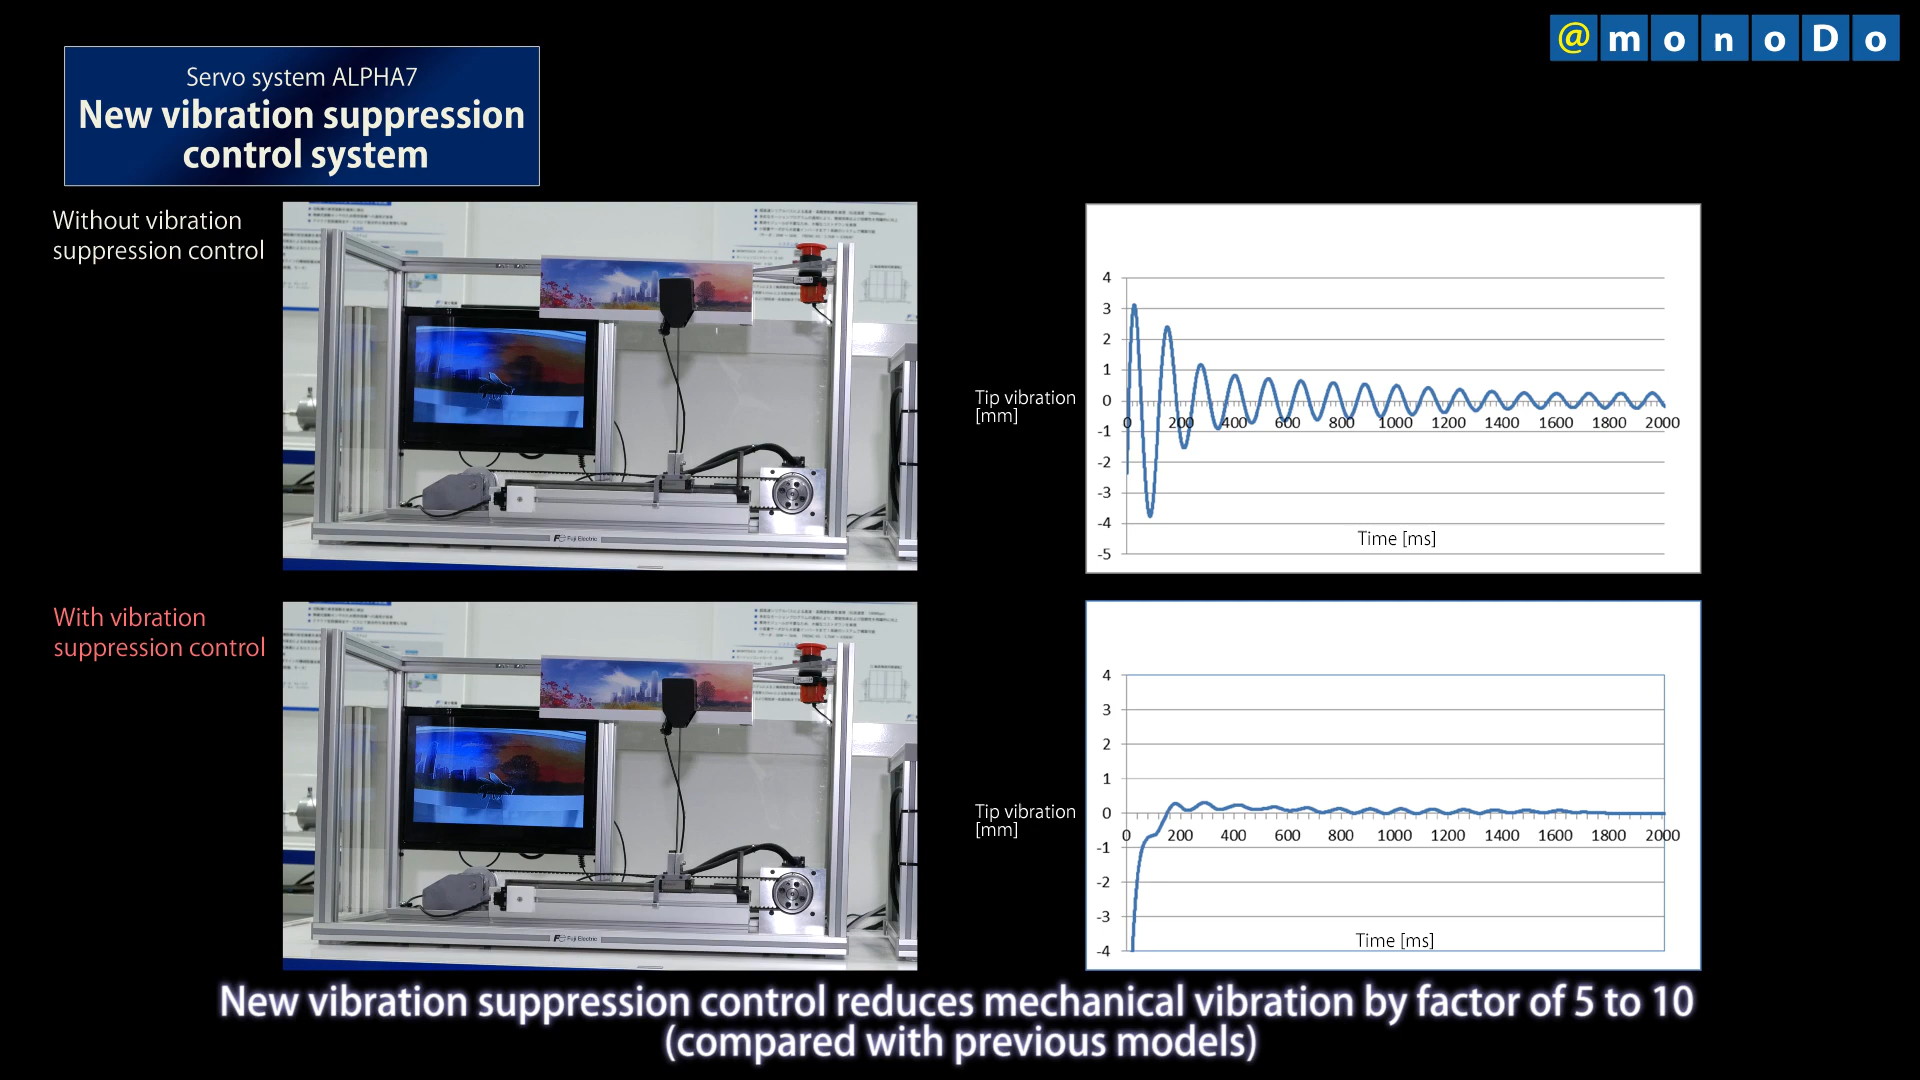 @monoDo
Servo system ALPHA7
New vibration suppression
control system
Without vibration
suppression control
Fuji Electric
Tip vibration
[mm]
4
3
2
1
0
-1
-2
-3
-4
-5
0 200 400 600 800 1000 1200 1400 1600 1800 2000
Time [ms]
With vibration
suppression control
Fuji Electric
Tip vibration
[mm]
4
3
2
1
0
-1
-2
-3
-4
0 200 400 600 800 1000 1200 1400 1600 1800 2000
Time [ms]
New vibration suppression control reduces mechanical vibration by factor of 5 to 10
(compared with previous models)